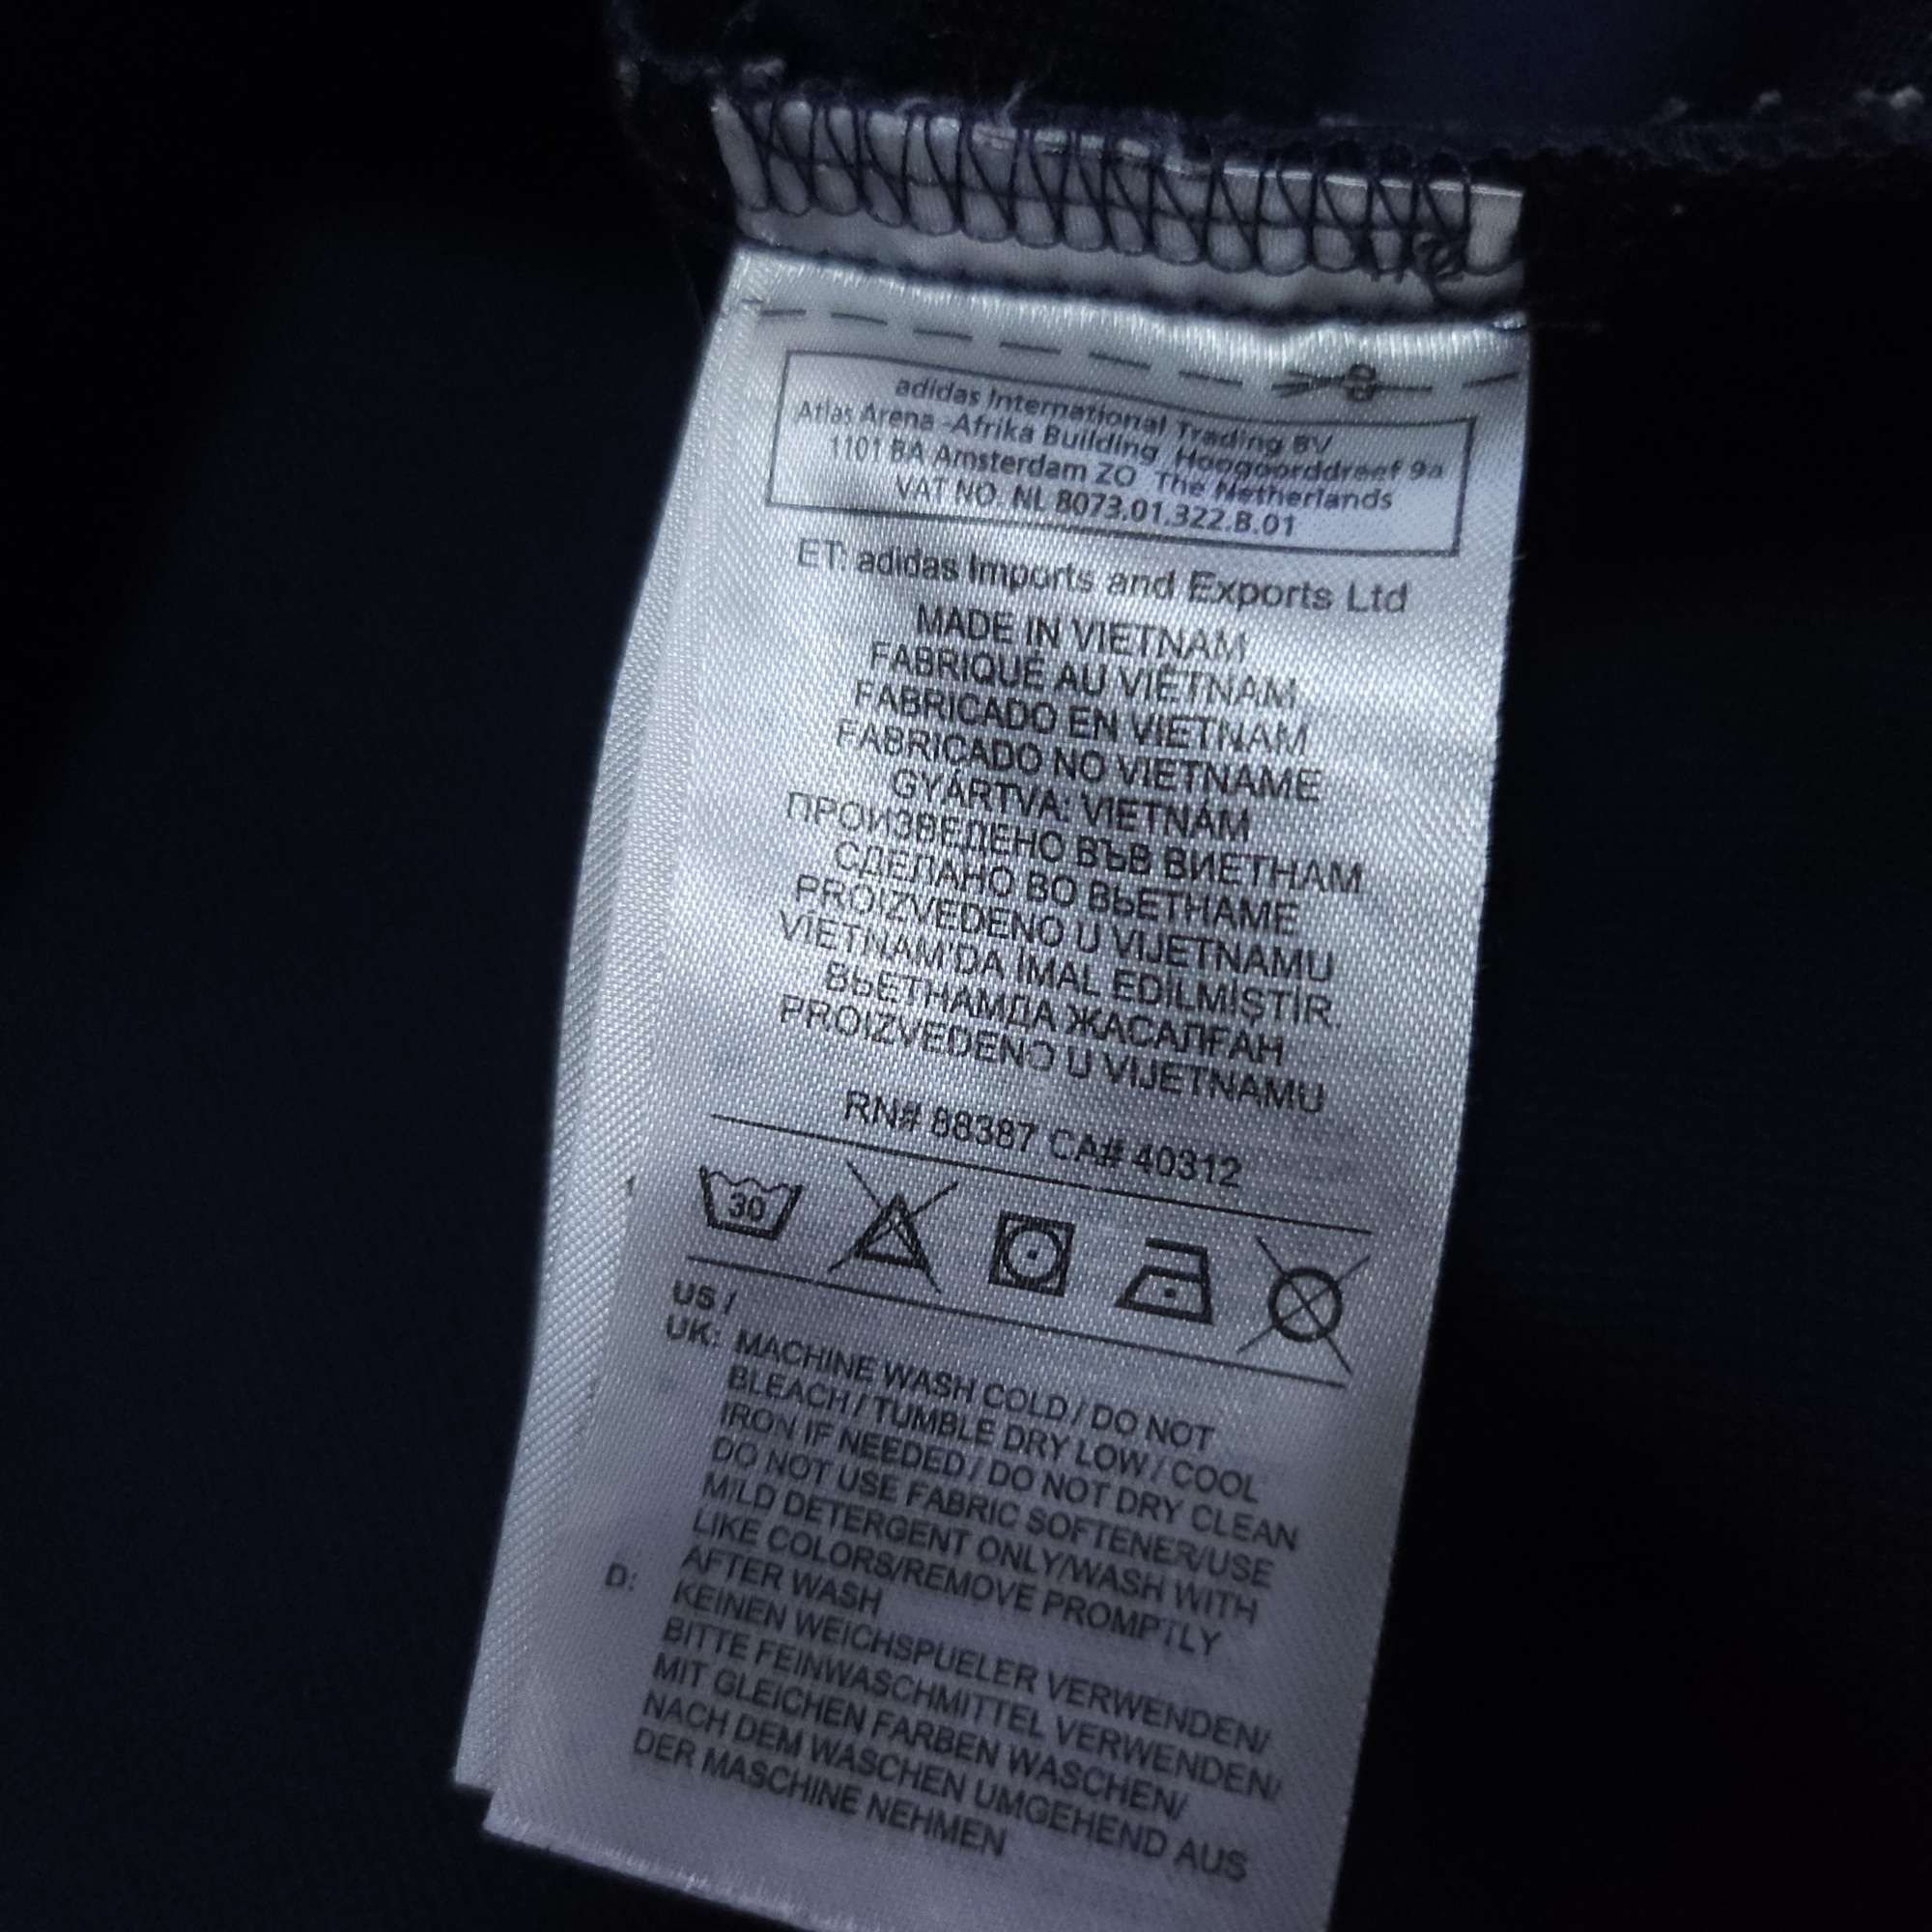 adidas International Trading BV
Atlas Arena -Afrika Building, Hoogoorddreef 9a
1101 BA Amsterdam ZO The Netherlands
VAT NO. NL 8073.01.322.B.01
ET: adidas Imports and Exports Ltd
MADE IN VIETNAM
FABRIQUÉ AU VIÊTNAM
FABRICADO EN VIETNAM
FABRICADO NO VIETNAME
GYÁRTVA: VIETNÁM
ПРОИЗВЕДЕНО ВЪВ ВИЕТНАМ
СДЕЛАНО ВО ВЬЕТНАМЕ
PROIZVEDENO U VIJETNAMU
VIETNAM'DA İMAL EDİLMİŞTİR.
ВЬЕТНАМДА ЖАСАЛҒАН
PROIZVEDENO U VIJETNAMU
RN# 88387 CA# 40312
30
US /
UK: MACHINE WASH COLD / DO NOT
BLEACH / TUMBLE DRY LOW / COOL
IRON IF NEEDED / DO NOT DRY CLEAN
DO NOT USE FABRIC SOFTENER/USE
MILD DETERGENT ONLY/WASH WITH
LIKE COLORS/REMOVE PROMPTLY
AFTER WASH
D: KEINEN WEICHSPUELER VERWENDEN/
BITTE FEINWASCHMITTEL VERWENDEN/
MIT GLEICHEN FARBEN WASCHEN/
NACH DEM WASCHEN UMGEHEND AUS
DER MASCHINE NEHMEN